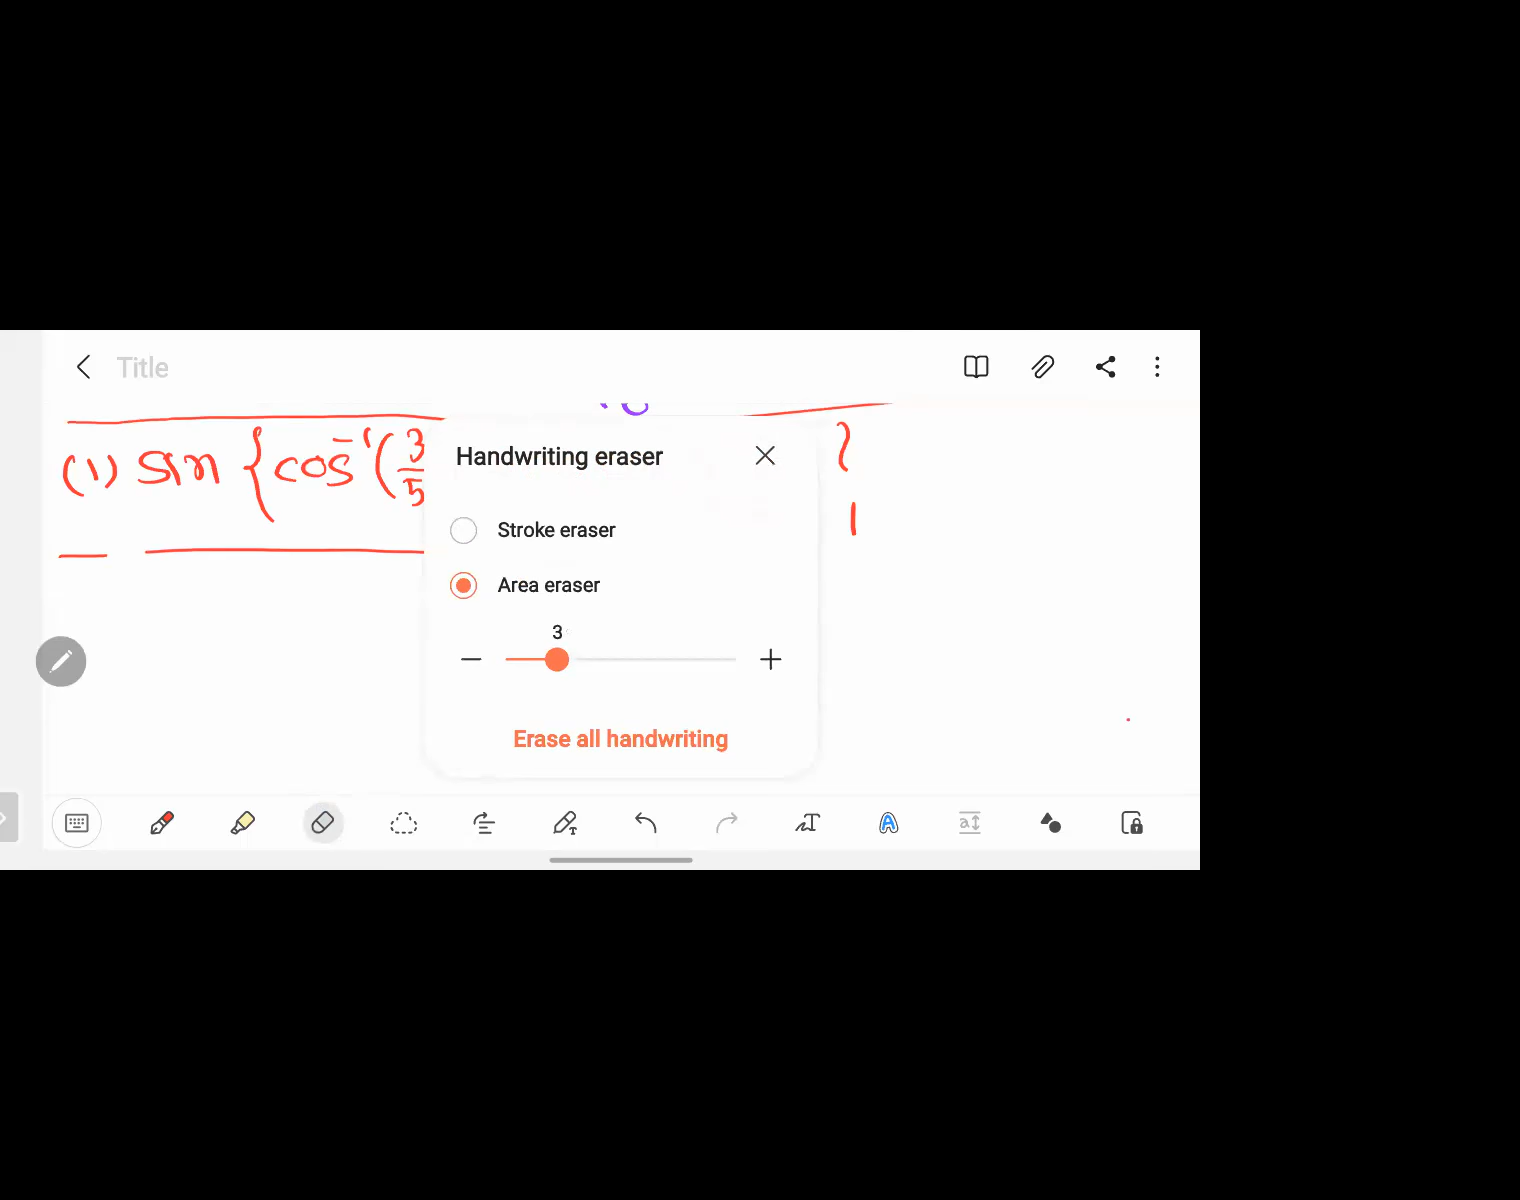 Title
(1) sin { cos⁻¹ ( 3/5
Handwriting eraser
Stroke eraser
Area eraser
3
Erase all handwriting